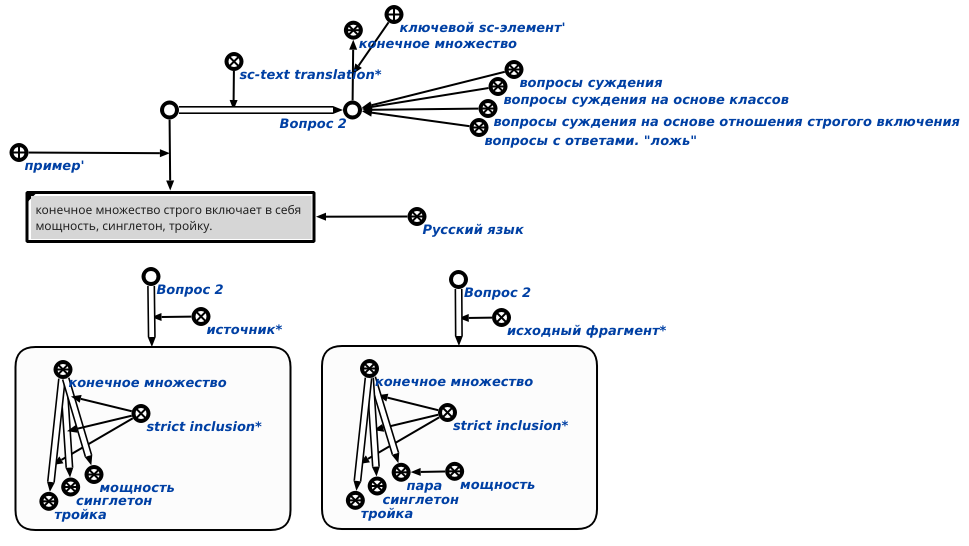 ключевой sc-элемент'
конечное множество
sc-text translation*
вопросы суждения
вопросы суждения на основе классов
Вопрос 2
вопросы суждения на основе отношения строгого включения
вопросы с ответами. "ложь"
пример'
конечное множество строго включает в себя
мощность, синглетон, тройку.
Русский язык
Вопрос 2
источник*
конечное множество
strict inclusion*
мощность
синглетон
тройка
Вопрос 2
исходный фрагмент*
конечное множество
strict inclusion*
пара
мощность
синглетон
тройка